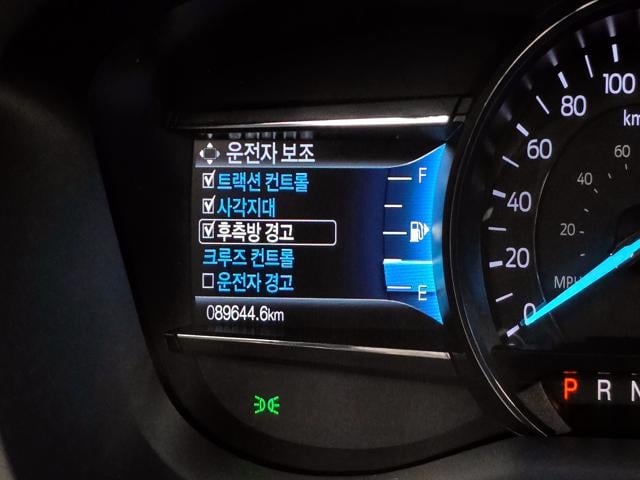 운전자 보조
트랙션 컨트롤
사각지대
후측방 경고
크루즈 컨트롤
운전자 경고
089644.6km
F
E
100
80
60
40
20
0
km
60
40
20
MPH
P R N